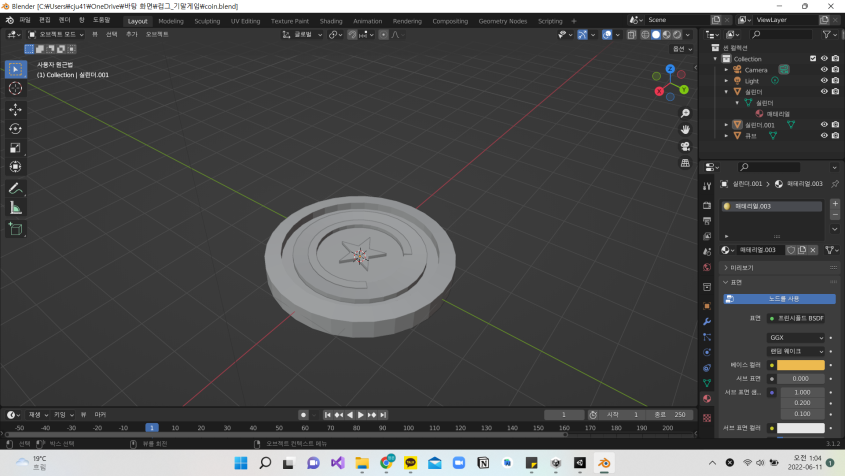 Blender [C:₩Users₩cju41₩OneDrive₩바탕 화면₩컴그_기말게임₩coin.blend]
파일 편집 렌더 창 도움말 Layout Modeling Sculpting UV Editing Texture Paint Shading Animation Rendering Compositing Geometry Nodes Scripting + Scene ViewLayer
오브젝트 모드 뷰 선택 추가 오브젝트 글로벌
옵션
사용자 원근법
(1) Collection | 실린더.001
Z
Y
X
씬 컬렉션
Collection
Camera
Light
실린더
실린더
매테리얼
실린더.001
큐브
실린더.001 > 매테리얼.003
매테리얼.003
매테리얼.003
미리보기
표면
노드를 사용
표면 프린시폴드 BSDF
GGX
랜덤 워크
베이스 컬러
서브 표면 0.000
서브 표면 1.000
0.200
0.100
서브 표면 컬러
재생 키잉 뷰 마커 1 시작 1 종료 250
-50 -40 -30 -20 -10 1 10 20 30 40 50 60 70 80 90 100 110 120 130 140 150 160 170 180 190 200
선택 박스 선택 뷰를 회전 오브젝트 컨텍스트 메뉴 3.1.2
19°C
흐림
오전 1:04
2022-06-11